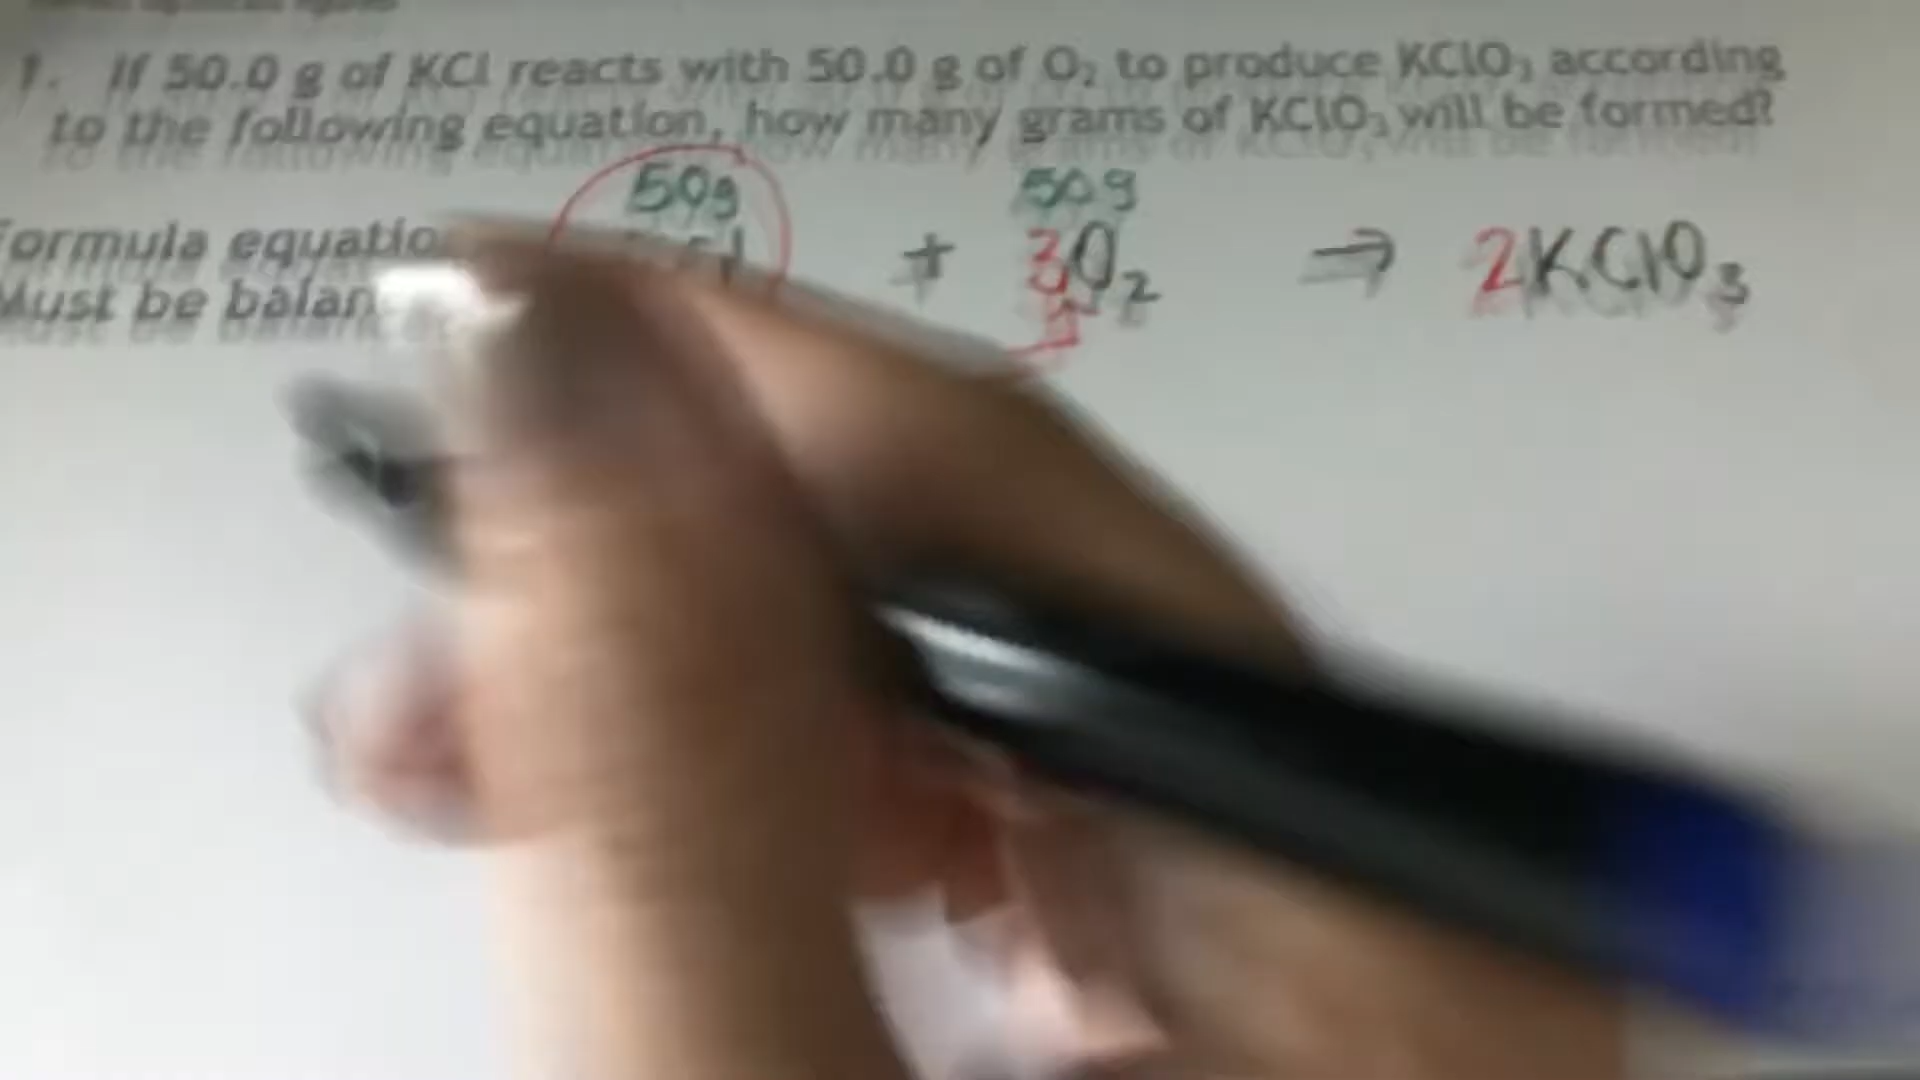 1. If 50.0 g of KCl reacts with 50.0 g of O₂ to produce KClO₃ according
to the following equation, how many grams of KClO₃ will be formed?
50g 50g
Formula equatio + 3O₂ → 2KClO₃
Must be balan